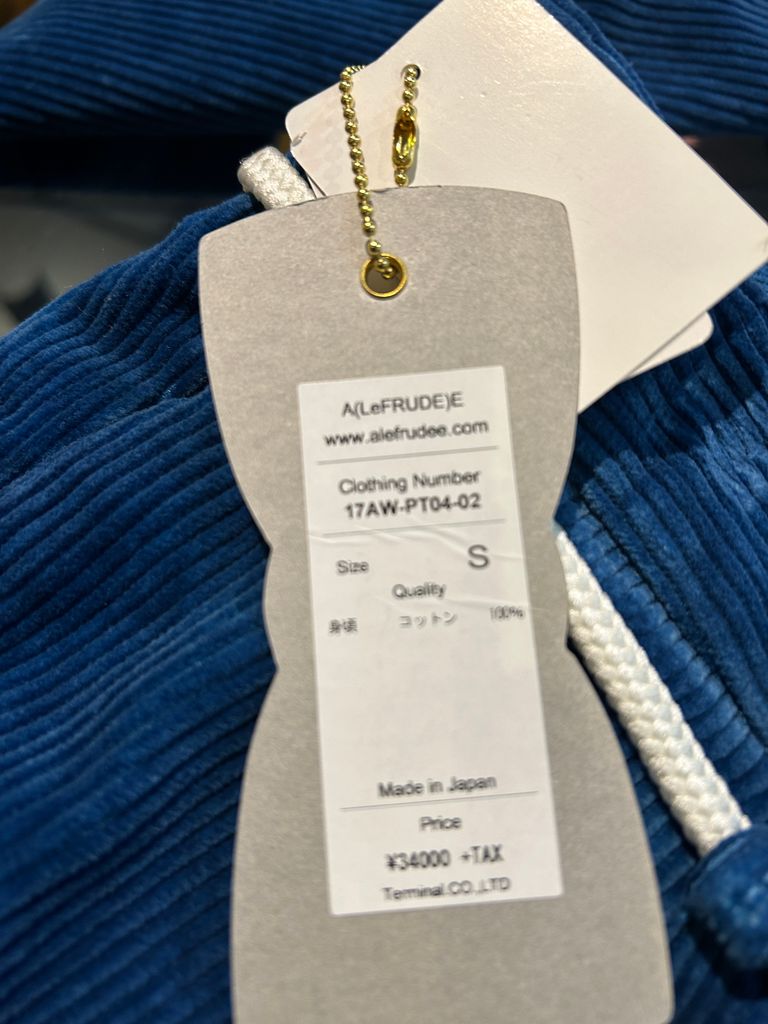 A(LeFRUDE)E
www.alefrudee.com
Clothing Number
17AW-PT04-02
Size S
Quality
身頃 コットン 100%
Made in Japan
Price
¥34000 +TAX
Terminal.CO.,LTD